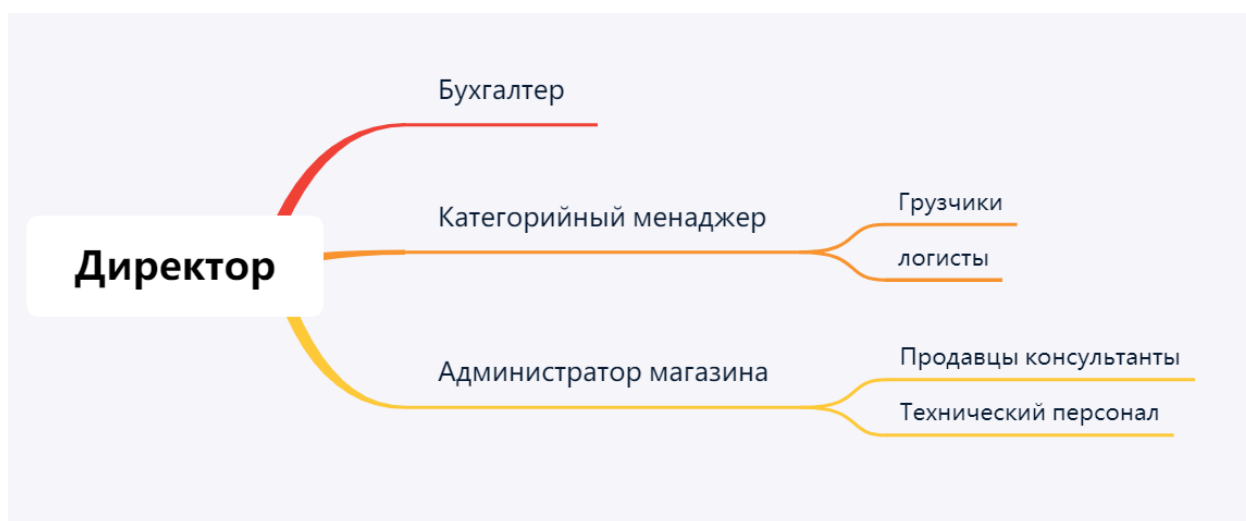 Бухгалтер
Категорийный менаджер
Грузчики
логисты
Директор
Администратор магазина
Продавцы консультанты
Технический персонал